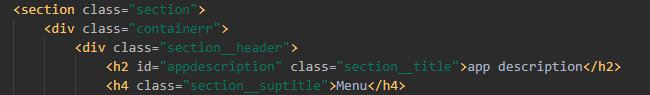 <section class="section">
<div class="containerr">
<div class="section__header">
<h2 id="appdescription" class="section__title">app description</h2>
<h4 class="section__suptitle">Menu</h4>